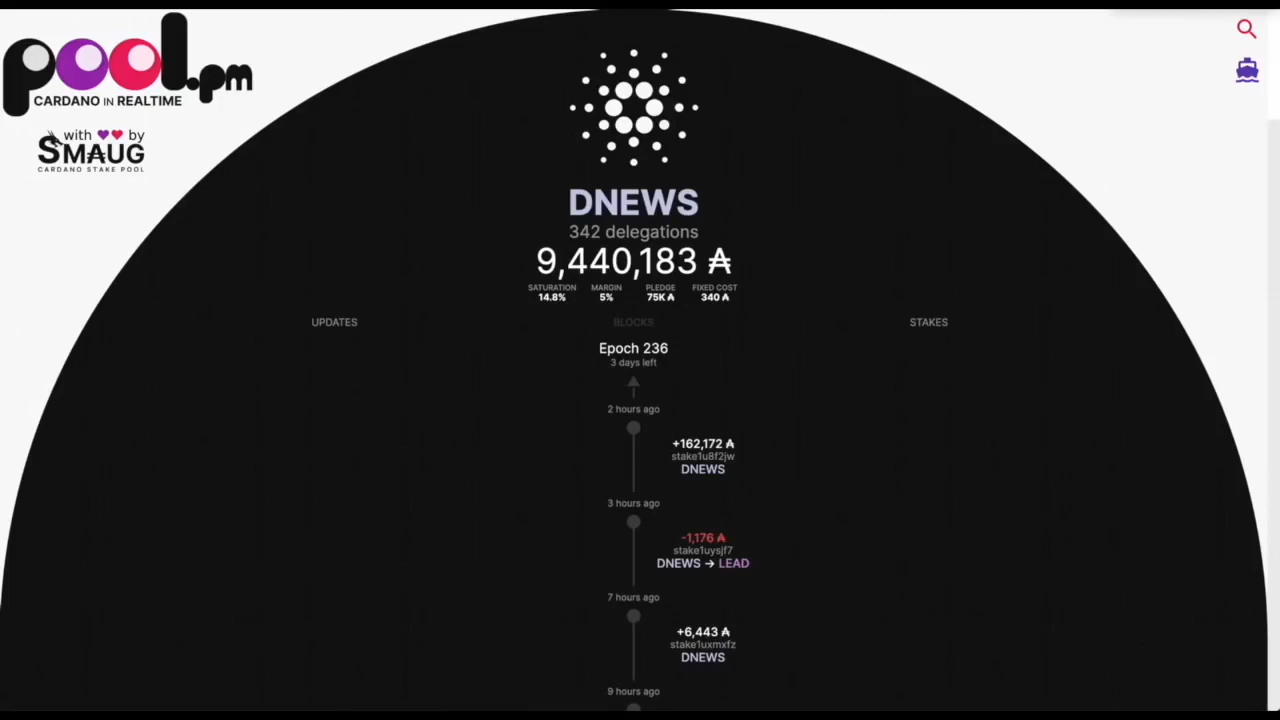 pool.pm
CARDANO IN REALTIME
with by
SMAUG
CARDANO STAKE POOL
DNEWS
342 delegations
9,440,183 ₳
SATURATION MARGIN PLEDGE FIXED COST
14.8% 5% 75K ₳ 340 ₳
UPDATES BLOCKS STAKES
Epoch 236
3 days left
2 hours ago
+162,172 ₳
stake1u8f2jw
DNEWS
3 hours ago
-1,176 ₳
stake1uysjf7
DNEWS → LEAD
7 hours ago
+6,443 ₳
stake1uxmxfz
DNEWS
9 hours ago